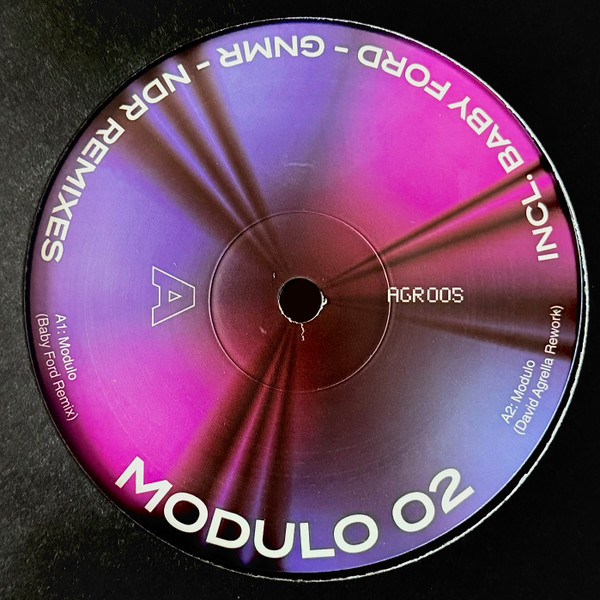 INCL. BABY FORD - GNMR - NDR REMIXES
A
AGR005
A1: Modulo
(Baby Ford Remix)
A2: Modulo
(David Agrella Rework)
MODULO 02